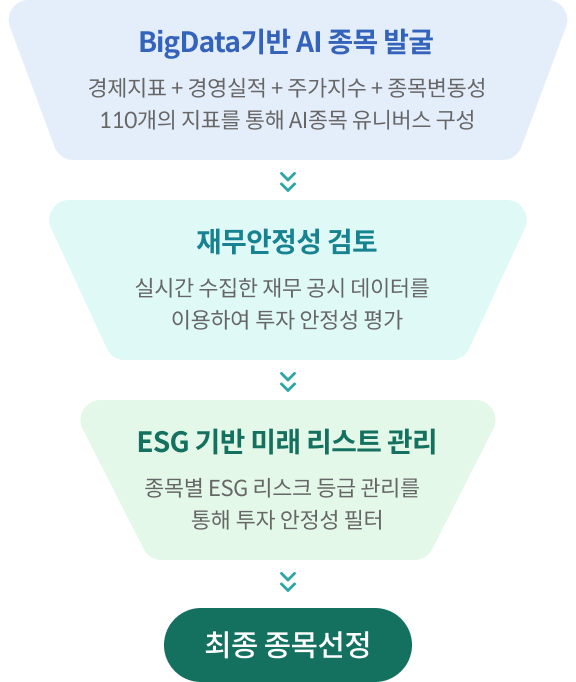 BigData기반 AI 종목 발굴
경제지표 + 경영실적 + 주가지수 + 종목변동성
110개의 지표를 통해 AI종목 유니버스 구성
재무안정성 검토
실시간 수집한 재무 공시 데이터를
이용하여 투자 안정성 평가
ESG 기반 미래 리스트 관리
종목별 ESG 리스크 등급 관리를
통해 투자 안정성 필터
최종 종목선정